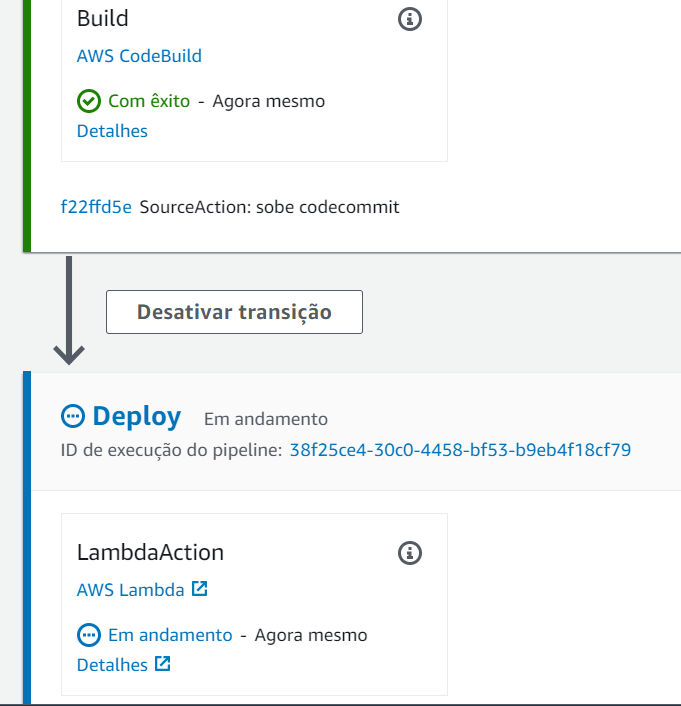 Build
AWS CodeBuild
Com êxito - Agora mesmo
Detalhes
f22ffd5e SourceAction: sobe codecommit
Desativar transição
Deploy Em andamento
ID de execução do pipeline: 38f25ce4-30c0-4458-bf53-b9eb4f18cf79
LambdaAction
AWS Lambda
Em andamento - Agora mesmo
Detalhes